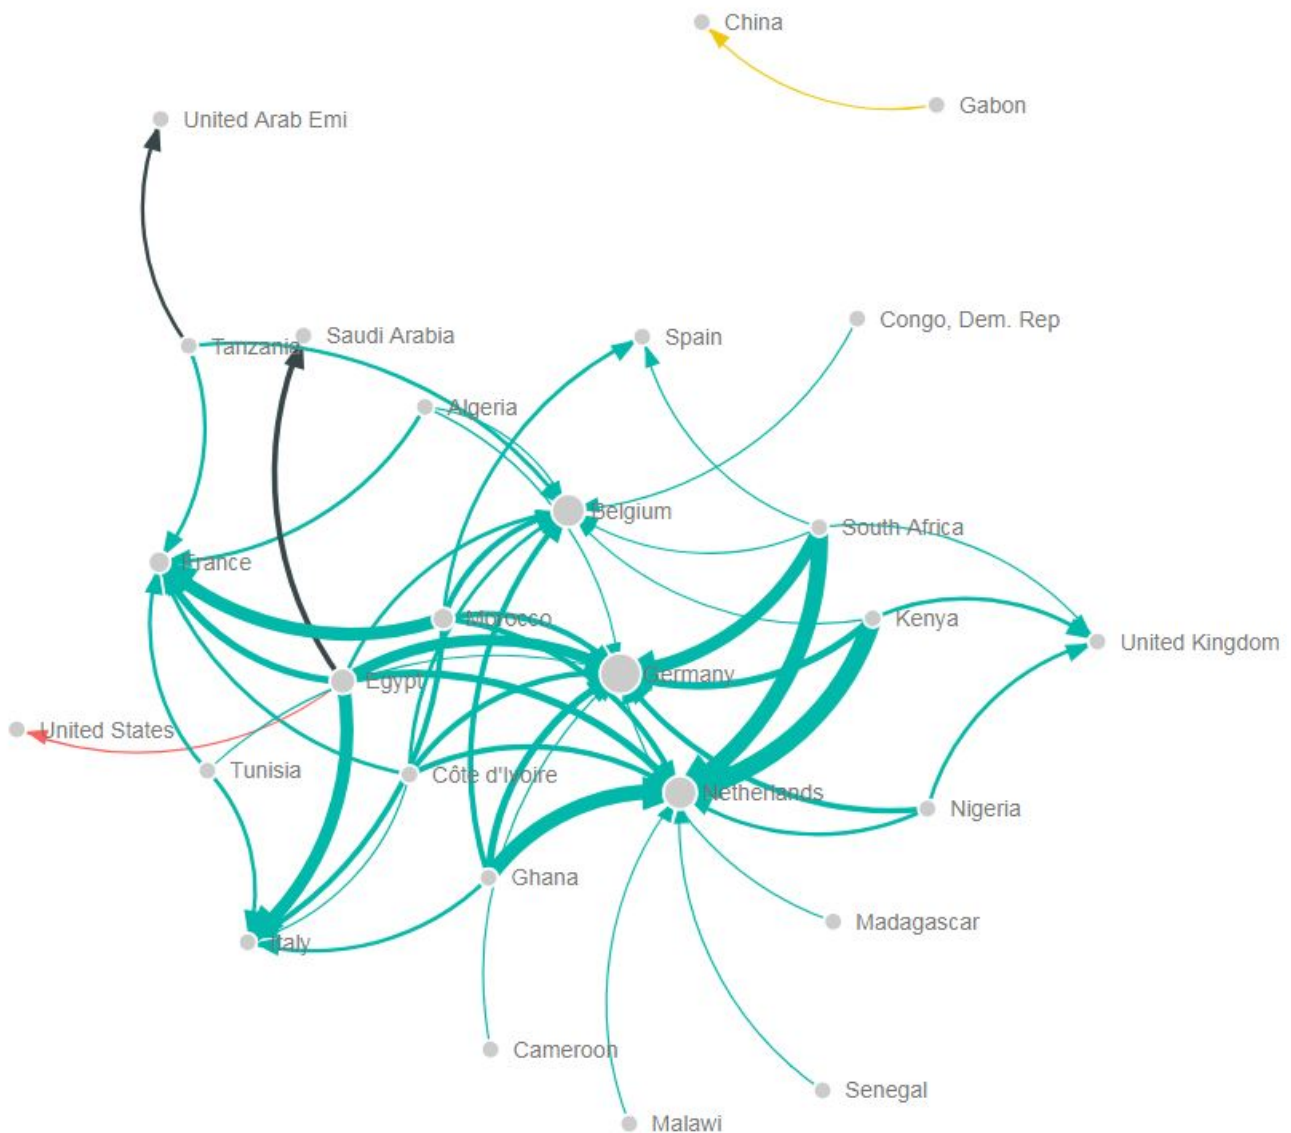 China
Gabon
United Arab Emi
Congo, Dem. Rep
Saudi Arabia
Spain
Tanzania
Algeria
Belgium
South Africa
France
Morocco
Kenya
United Kingdom
Germany
Egypt
United States
Tunisia
Côte d'Ivoire
Netherlands
Nigeria
Ghana
Madagascar
Italy
Cameroon
Senegal
Malawi